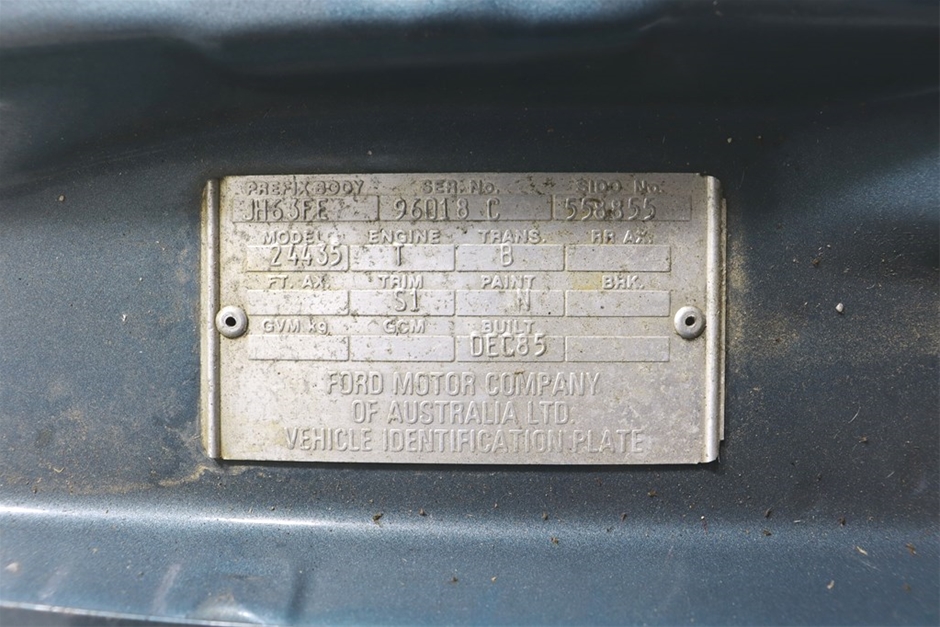 PREFIX BODY SER. No. SIDO No.
JH63FE 96018 C 558855
MODEL ENGINE TRANS. RR AX.
24435 T B
FT. AX. TRIM PAINT BRK.
S1 N
GVM kg GCM BUILT
DEC85
FORD MOTOR COMPANY
OF AUSTRALIA LTD.
VEHICLE IDENTIFICATION PLATE